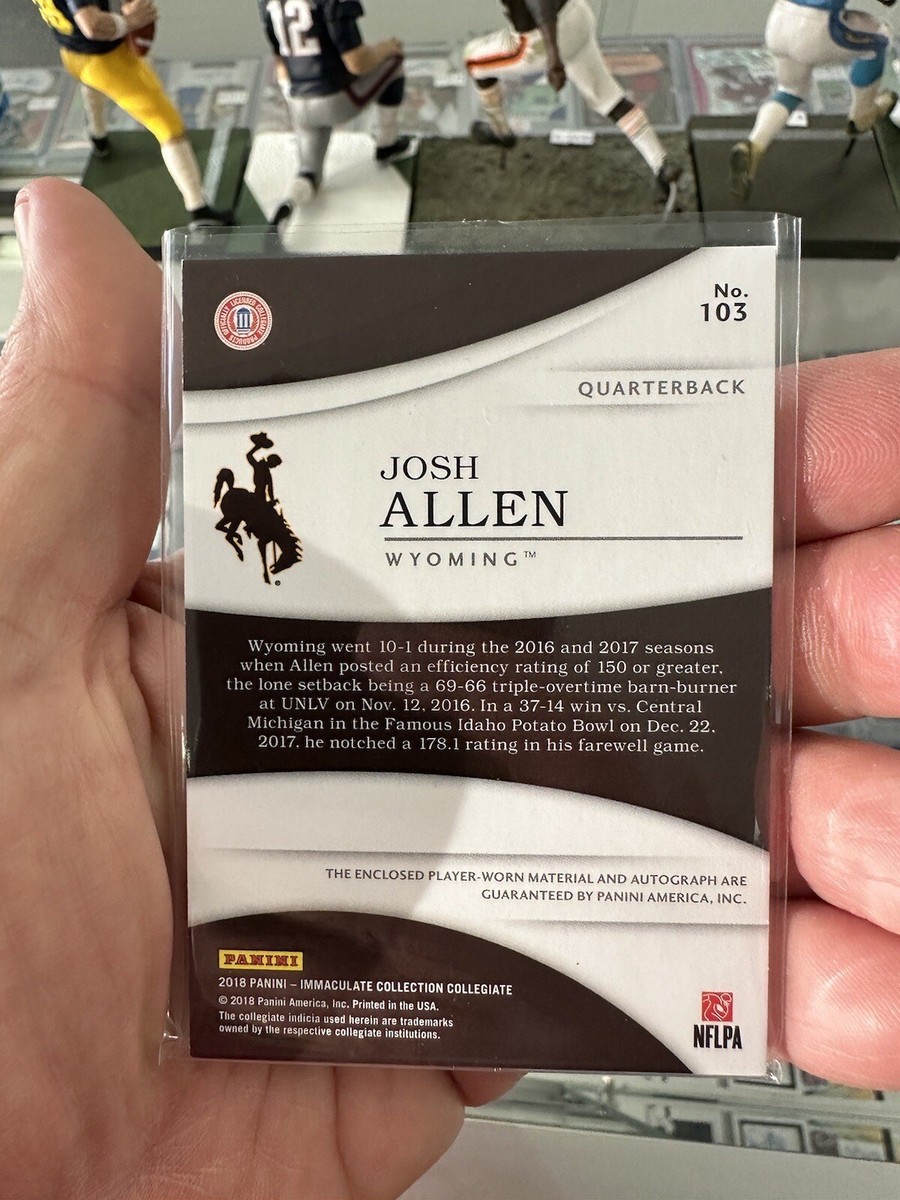 12
OFFICIALLY LICENSED COLLEGIATE PRODUCTS
No.
103
QUARTERBACK
JOSH
ALLEN
WYOMING™
Wyoming went 10-1 during the 2016 and 2017 seasons
when Allen posted an efficiency rating of 150 or greater,
the lone setback being a 69-66 triple-overtime barn-burner
at UNLV on Nov. 12, 2016. In a 37-14 win vs. Central
Michigan in the Famous Idaho Potato Bowl on Dec. 22,
2017, he notched a 178.1 rating in his farewell game.
THE ENCLOSED PLAYER-WORN MATERIAL AND AUTOGRAPH ARE
GUARANTEED BY PANINI AMERICA, INC.
PANINI
2018 PANINI – IMMACULATE COLLECTION COLLEGIATE
© 2018 Panini America, Inc. Printed in the USA.
The collegiate indicia used herein are trademarks
owned by the respective collegiate institutions.
NFLPA